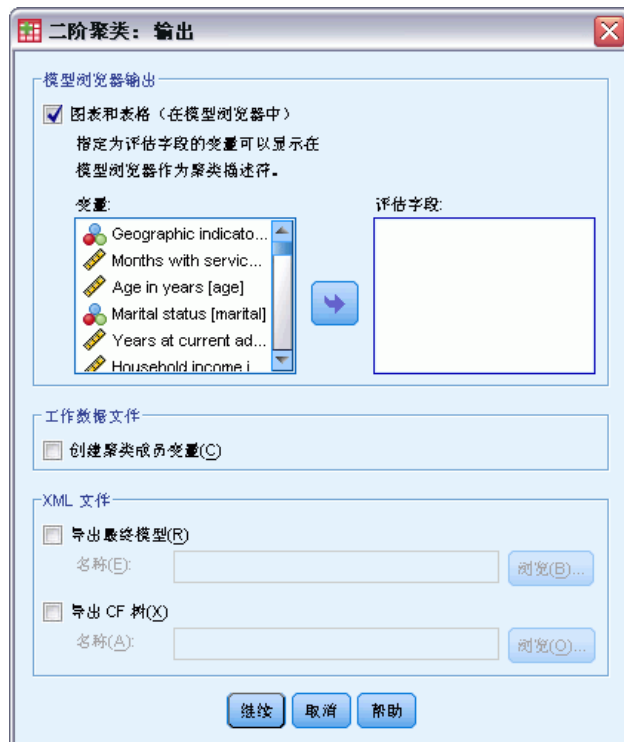 二阶聚类：输出
模型浏览器输出
图表和表格（在模型浏览器中）
指定为评估字段的变量可以显示在
模型浏览器作为聚类描述符。
变量:
评估字段:
Geographic indicato...
Months with servic...
Age in years [age]
Marital status [marital]
Years at current ad...
Household income i
工作数据文件
创建聚类成员变量(C)
XML 文件
导出最终模型(R)
名称(E):
浏览(B)...
导出 CF 树(X)
名称(A):
浏览(O)...
继续 取消 帮助